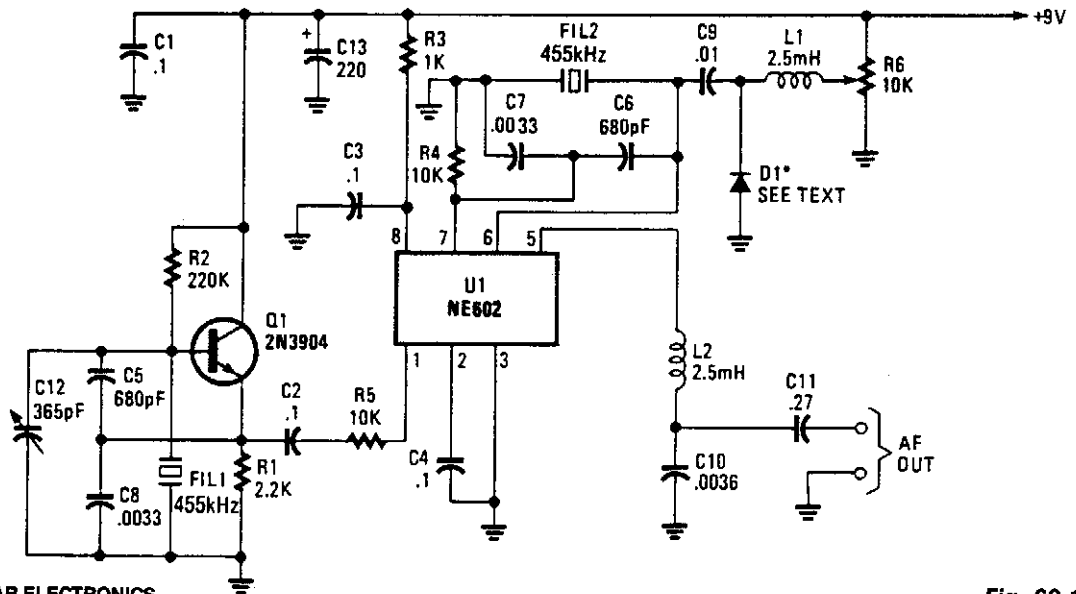 +9V
C1
.1
+
C13
220
R3
1K
FIL2
455kHz
C9
.01
L1
2.5mH
R6
10K
C7
.0033
C6
680pF
C3
.1
R4
10K
D1*
SEE TEXT
8
7
6
5
R2
220K
U1
NE602
Q1
2N3904
1
2
3
L2
2.5mH
C12
365pF
C5
680pF
C2
.1
R5
10K
C11
.27
AF
OUT
C4
.1
C10
.0036
FIL1
455kHz
R1
2.2K
C8
.0033
AR ELECTRONICS